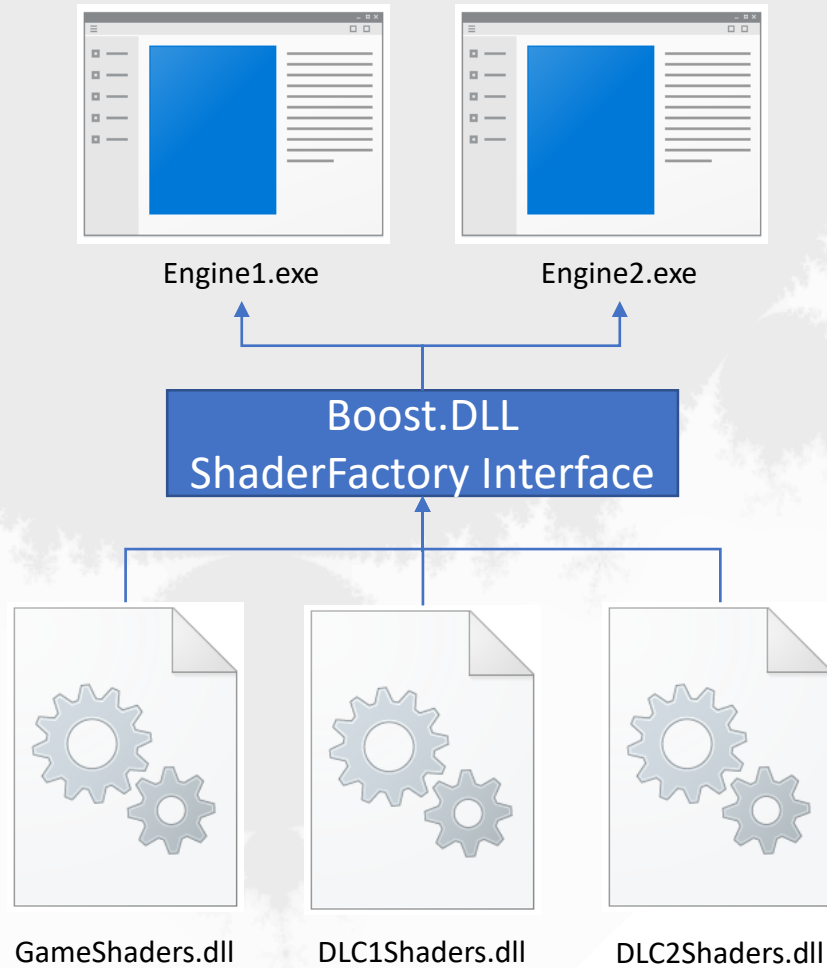 Engine1.exe
Engine2.exe
Boost.DLL
ShaderFactory Interface
GameShaders.dll
DLC1Shaders.dll
DLC2Shaders.dll